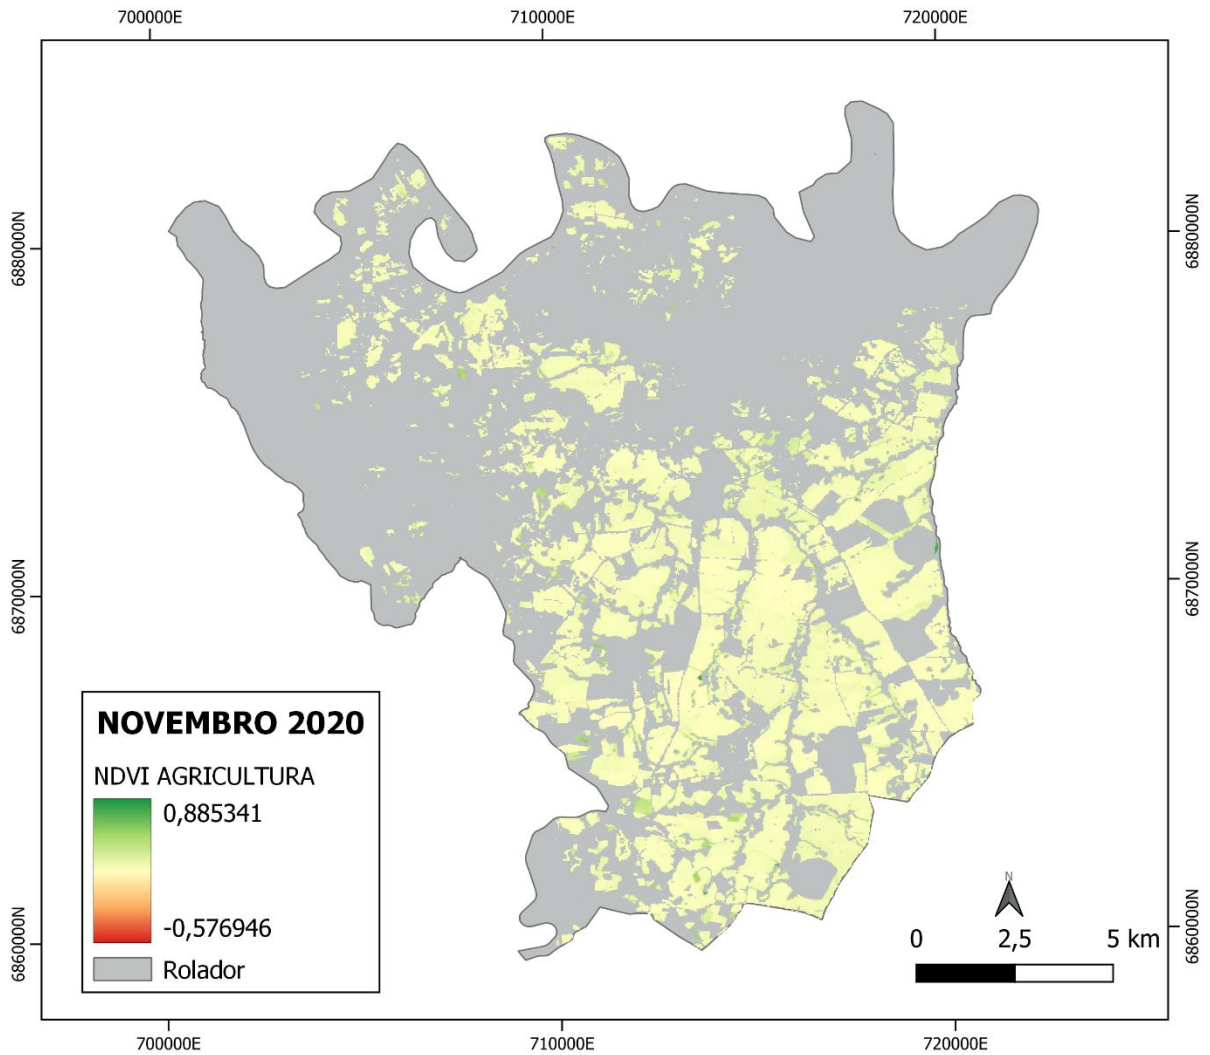 700000E 710000E 720000E
6880000N 6880000N
6870000N 6870000N
NOVEMBRO 2020
NDVI AGRICULTURA
0,885341
-0,576946
Rolador
N
0 2,5 5 km
6860000N 6860000N
700000E 710000E 720000E